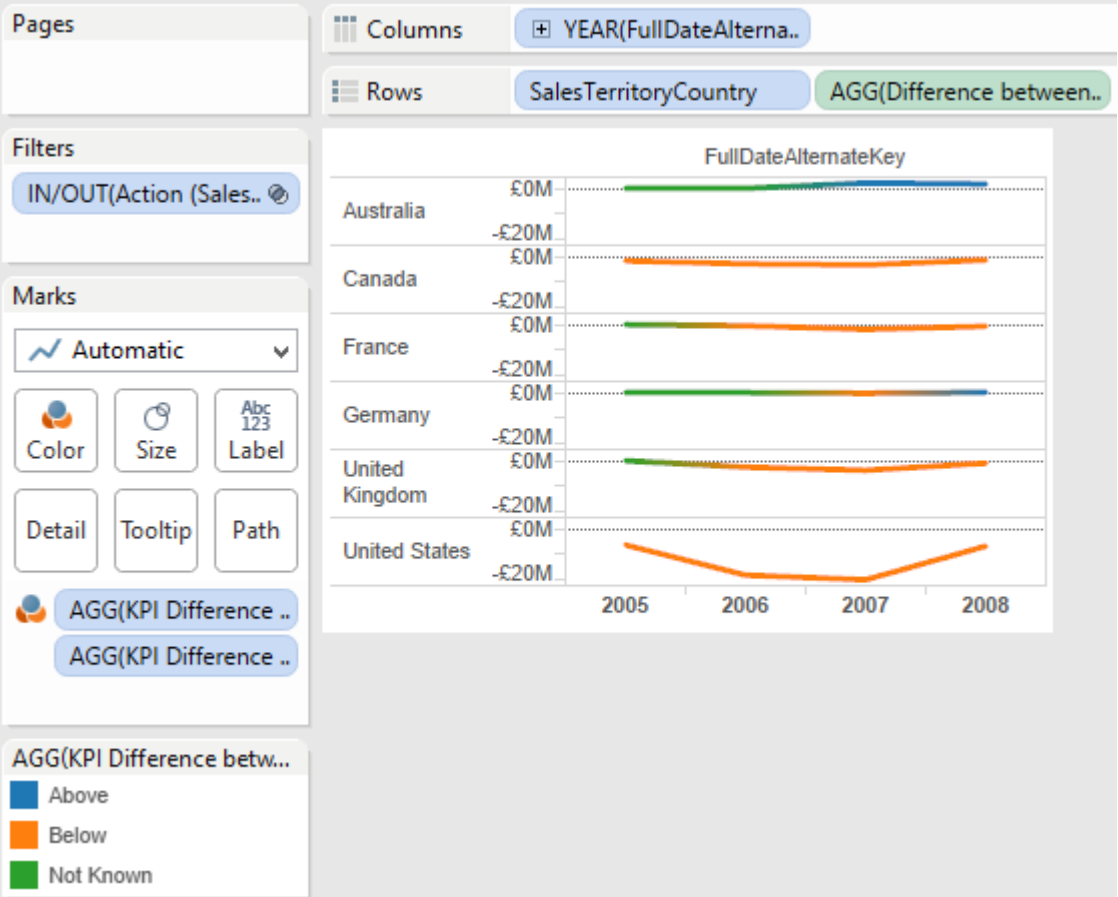 Pages
Columns
YEAR(FullDateAlterna..
Rows
SalesTerritoryCountry
AGG(Difference between..
Filters
IN/OUT(Action (Sales..
Marks
Automatic
Color
Size
Abc
123
Label
Detail
Tooltip
Path
AGG(KPI Difference ..
AGG(KPI Difference ..
AGG(KPI Difference betw...
Above
Below
Not Known
FullDateAlternateKey
Australia
£0M
-£20M
Canada
£0M
-£20M
France
£0M
-£20M
Germany
£0M
-£20M
United
Kingdom
£0M
-£20M
United States
£0M
-£20M
2005 2006 2007 2008